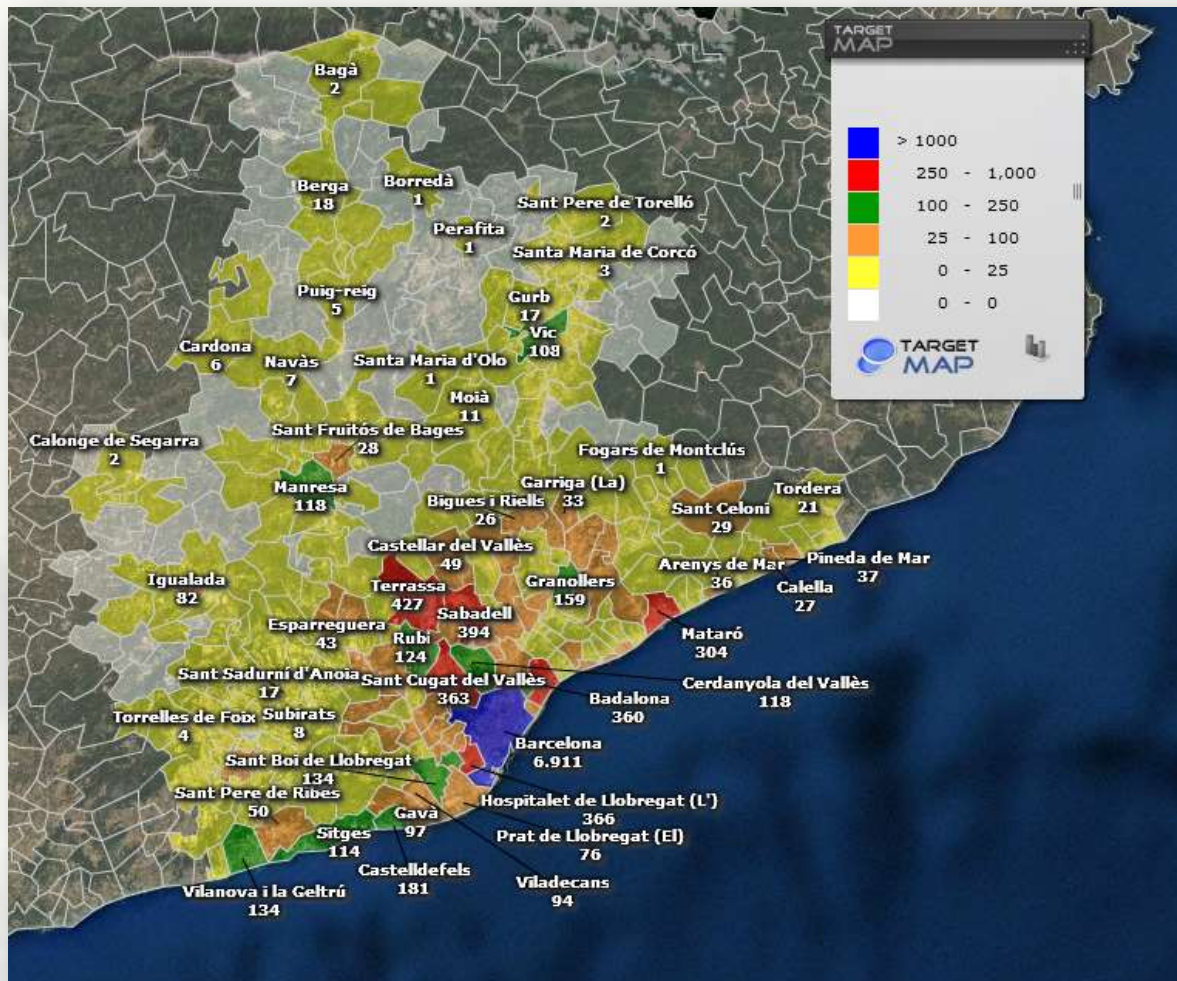 TARGET
MAP
> 1000
250 - 1,000
100 - 250
25 - 100
0 - 25
0 - 0
TARGET
MAP
Bagà
2
Berga
18
Borredà
1
Sant Pere de Torelló
2
Perafita
1
Santa Maria de Corcó
3
Puig-reig
5
Gurb
17
Vic
108
Cardona
6
Navàs
7
Santa Maria d'Olo
1
Moià
11
Calonge de Segarra
2
Sant Fruitós de Bages
28
Manresa
118
Fogars de Montclús
1
Garriga (La)
33
Bigues i Riells
26
Sant Celoni
29
Tordera
21
Castellar del Vallès
49
Granollers
159
Arenys de Mar
36
Pineda de Mar
37
Calella
27
Igualada
82
Terrassa
427
Sabadell
394
Esparreguera
43
Rubí
124
Mataró
304
Sant Sadurní d'Anoia
17
Sant Cugat del Vallès
363
Cerdanyola del Vallès
118
Badalona
360
Torrelles de Foix
4
Subirats
8
Barcelona
6.911
Sant Boi de Llobregat
134
Sant Pere de Ribes
50
Hospitalet de Llobregat (L')
366
Gavà
97
Sitges
114
Prat de Llobregat (El)
76
Castelldefels
181
Viladecans
94
Vilanova i la Geltrú
134